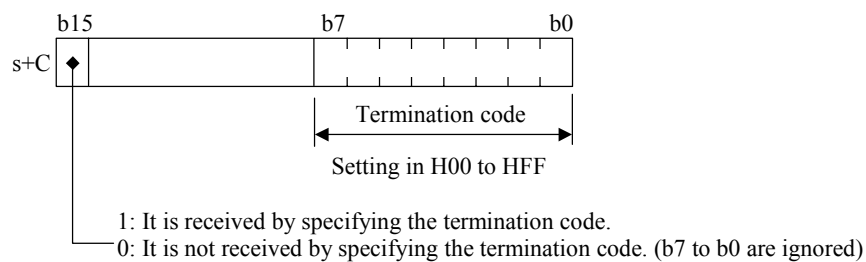 b15 b7 b0
s+C
Termination code
Setting in H00 to HFF
1: It is received by specifying the termination code.
0: It is not received by specifying the termination code. (b7 to b0 are ignored)